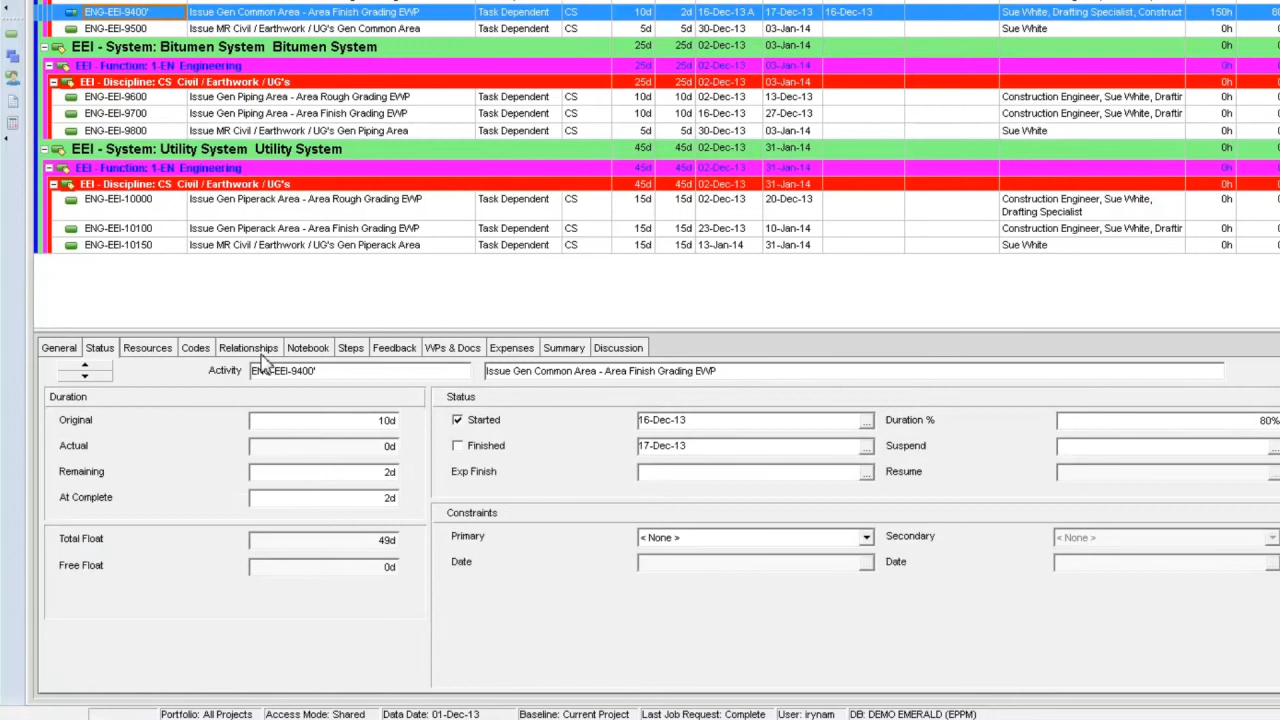 ENG-EEI-9400' Issue Gen Common Area - Area Finish Grading EWP 10d 2d 16-Dec-13 A 17-Dec-13 16-Dec-13 Sue White, Drafting Specialist, Construct 150h
ENG-EEI-9500 Issue MR Civil / Earthwork / UG's Gen Common Area Task Dependent CS 5d 5d 30-Dec-13 03-Jan-14 Sue White 0h
EEI - System: Bitumen System Bitumen System 25d 25d 02-Dec-13 03-Jan-14 0h
EEI - Function: 1-EN Engineering 25d 25d 02-Dec-13 03-Jan-14 0h
EEI - Discipline: CS Civil / Earthwork / UG's 25d 25d 02-Dec-13 03-Jan-14 0h
ENG-EEI-9600 Issue Gen Piping Area - Area Rough Grading EWP Task Dependent CS 10d 10d 02-Dec-13 13-Dec-13 Construction Engineer, Sue White, Draftir 0h
ENG-EEI-9700 Issue Gen Piping Area - Area Finish Grading EWP Task Dependent CS 10d 10d 16-Dec-13 27-Dec-13 Construction Engineer, Sue White, Draftir 0h
ENG-EEI-9800 Issue MR Civil / Earthwork / UG's Gen Piping Area Task Dependent CS 5d 5d 30-Dec-13 03-Jan-14 Sue White 0h
EEI - System: Utility System Utility System 45d 45d 02-Dec-13 31-Jan-14 0h
EEI - Function: 1-EN Engineering 45d 45d 02-Dec-13 31-Jan-14 0h
EEI - Discipline: CS Civil / Earthwork / UG's 45d 45d 02-Dec-13 31-Jan-14 0h
ENG-EEI-10000 Issue Gen Piperack Area - Area Rough Grading EWP Task Dependent CS 15d 15d 02-Dec-13 20-Dec-13 Construction Engineer, Sue White, 0h
Drafting Specialist
ENG-EEI-10100 Issue Gen Piperack Area - Area Finish Grading EWP Task Dependent CS 15d 15d 23-Dec-13 10-Jan-14 Construction Engineer, Sue White, Draftir 0h
ENG-EEI-10150 Issue MR Civil / Earthwork / UG's Gen Piperack Area Task Dependent CS 15d 15d 13-Jan-14 31-Jan-14 Sue White 0h
General Status Resources Codes Relationships Notebook Steps Feedback WPs & Docs Expenses Summary Discussion
Activity ENG-EEI-9400' Issue Gen Common Area - Area Finish Grading EWP
Duration Status
Original 10d Started 16-Dec-13 Duration % 80%
Actual 0d Finished 17-Dec-13 Suspend
Remaining 2d Exp Finish Resume
At Complete 2d
Constraints
Total Float 49d Primary < None > Secondary < None >
Free Float 0d Date Date
Portfolio: All Projects Access Mode: Shared Data Date: 01-Dec-13 Baseline: Current Project Last Job Request: Complete User: irynam DB: DEMO EMERALD (EPPM)